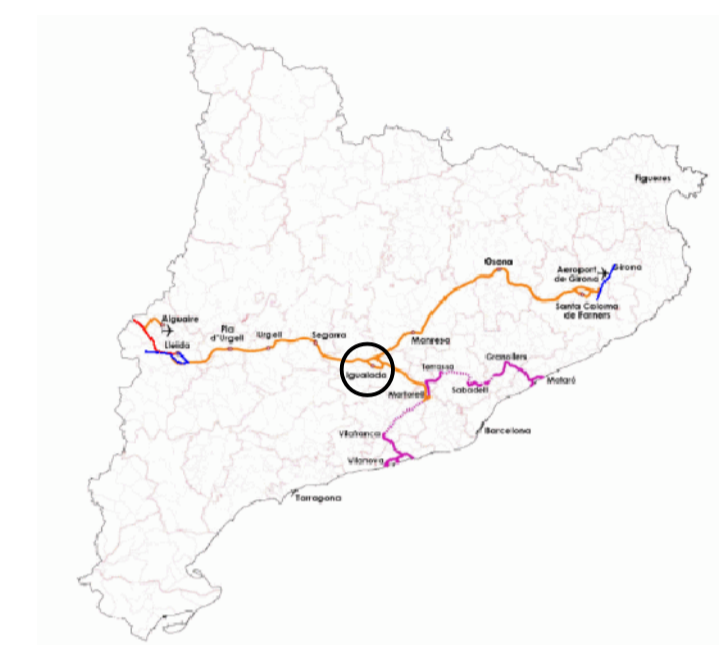 Figueres
Osona
Aeroport
de Girona
Girona
Santa Coloma
de Farners
Alguaire
Pla
d'Urgell
Urgell
Segarra
Lleida
Manresa
Igualada
Terrassa
Granollers
Sabadell
Mataró
Martorell
Vilafranca
Barcelona
Vilanova
Tarragona